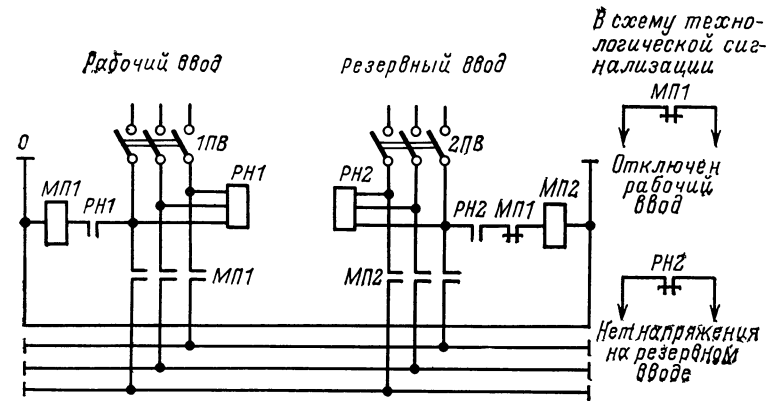 В схему техно-
логической сиг-
нализации
Рабочий ввод
Резервный ввод
МП1
О
1ПВ
2ПВ
МП1
РН1
РН1
РН2
РН2
МП1
МП2
Отключен
рабочий
ввод
МП1
МП2
РН2
Нет напряжения
на резервном
вводе